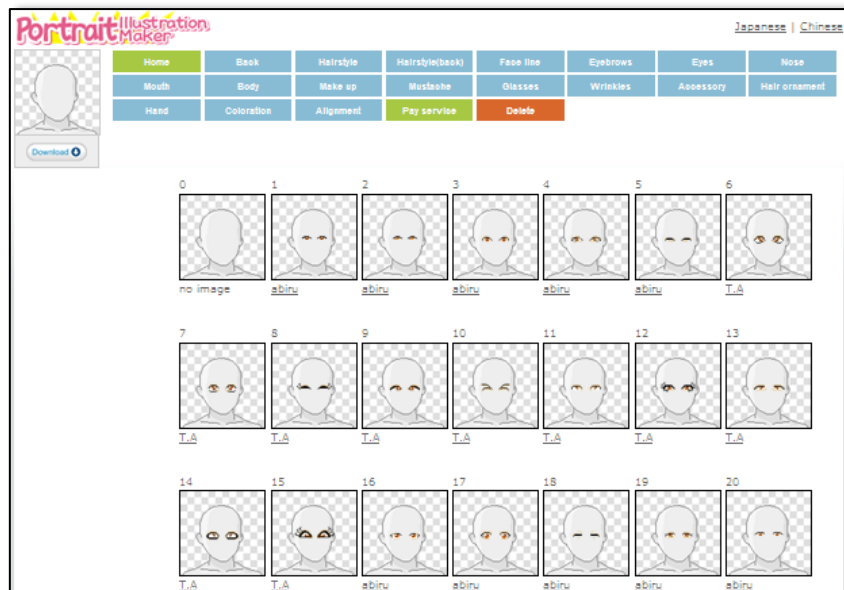 Portrait Illustration Maker
Japanese | Chinese
Home Back Hairstyle Hairstyle(back) Face line Eyebrows Eyes Nose
Mouth Body Make up Mustache Glasses Wrinkles Accessory Hair ornament
Hand Coloration Alignment Pay service Delete
Download
0 1 2 3 4 5 6
no image abiru abiru abiru abiru abiru T.A
7 8 9 10 11 12 13
T.A T.A T.A T.A T.A T.A T.A
14 15 16 17 18 19 20
T.A T.A abiru abiru abiru abiru abiru